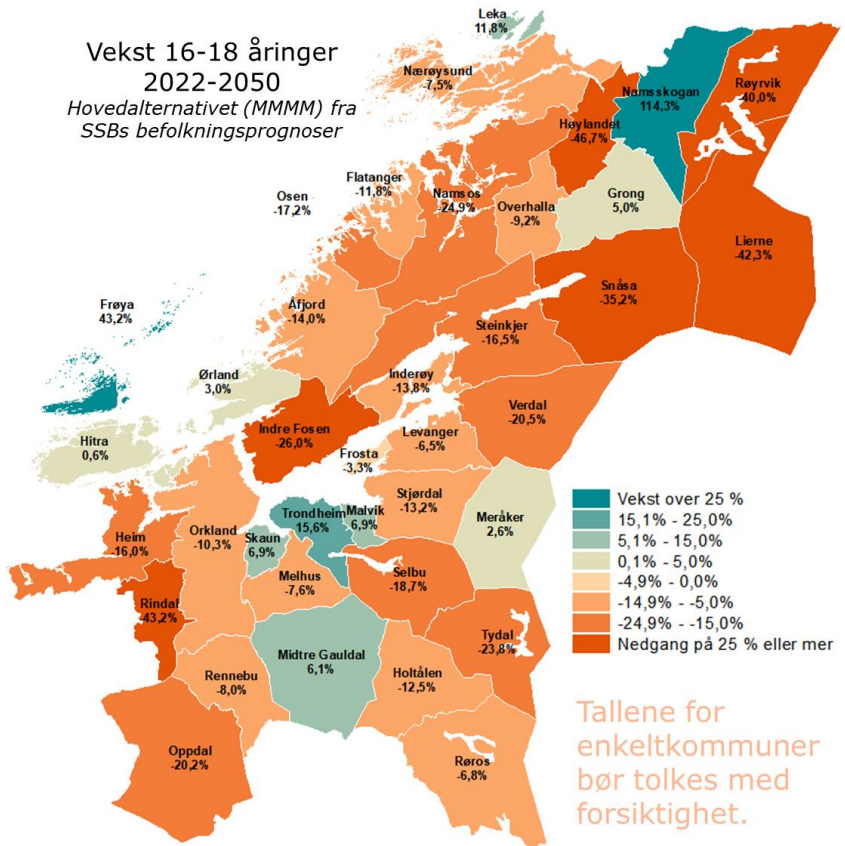 Vekst 16-18 åringer
2022-2050
Hovedalternativet (MMMM) fra
SSBs befolkningsprognoser
Leka
11,8%
Nærøysund
-7,5%
Namsskogan
114,3%
Røyrvik
-40,0%
Høylandet
-46,7%
Flatanger
-11,8%
Osen
-17,2%
Namsos
-24,9%
Overhalla
-9,2%
Grong
5,0%
Lierne
-42,3%
Snåsa
-35,2%
Frøya
43,2%
Åfjord
-14,0%
Steinkjer
-16,5%
Ørland
3,0%
Inderøy
-13,8%
Verdal
-20,5%
Hitra
0,6%
Indre Fosen
-26,0%
Levanger
-6,5%
Frosta
-3,3%
Stjørdal
-13,2%
Meråker
2,6%
Trondheim
15,6%
Malvik
6,9%
Heim
-16,0%
Orkland
-10,3%
Skaun
6,9%
Melhus
-7,6%
Selbu
-18,7%
Rindal
-43,2%
Tydal
-23,8%
Midtre Gauldal
6,1%
Rennebu
-8,0%
Holtålen
-12,5%
Oppdal
-20,2%
Røros
-6,8%
Vekst over 25 %
15,1% - 25,0%
5,1% - 15,0%
0,1% - 5,0%
-4,9% - 0,0%
-14,9% - -5,0%
-24,9% - -15,0%
Nedgang på 25 % eller mer
Tallene for
enkeltkommuner
bør tolkes med
forsiktighet.